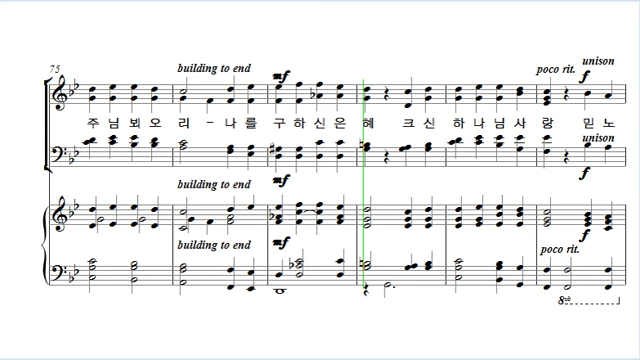 75
building to end
mf
poco rit.
unison
f
주 님 뵈 오 리 - 나 를 구 하 신 은 혜 크 신 하 나 님 사 랑 믿 노
unison
building to end
mf
f
building to end
mf
poco rit.
f
8vb